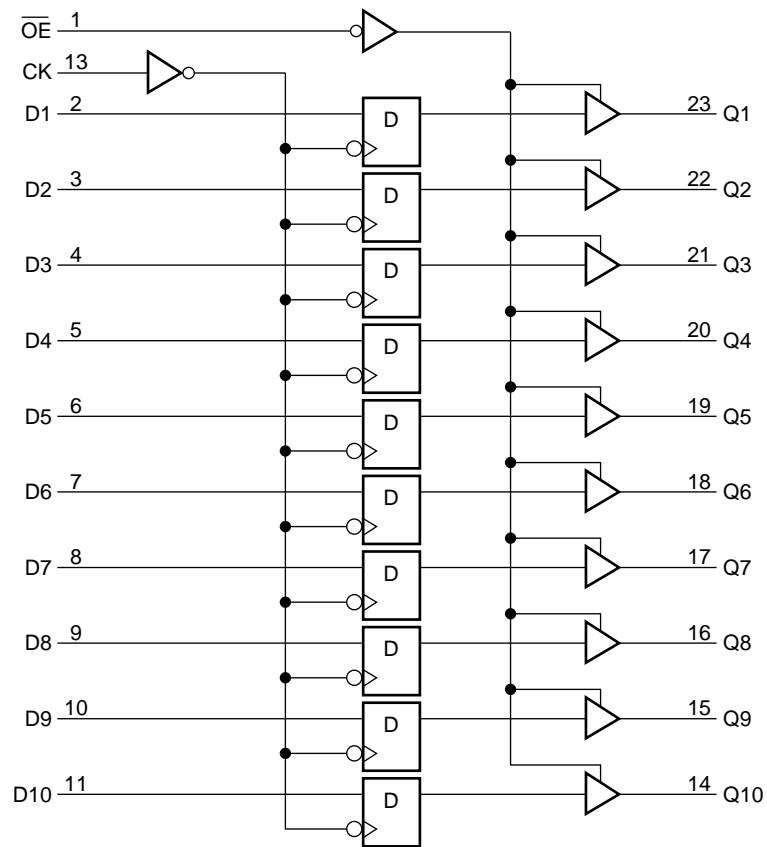 O̅E̅ 1
CK 13
D1 2 D 23 Q1
D2 3 D 22 Q2
D3 4 D 21 Q3
D4 5 D 20 Q4
D5 6 D 19 Q5
D6 7 D 18 Q6
D7 8 D 17 Q7
D8 9 D 16 Q8
D9 10 D 15 Q9
D10 11 D 14 Q10